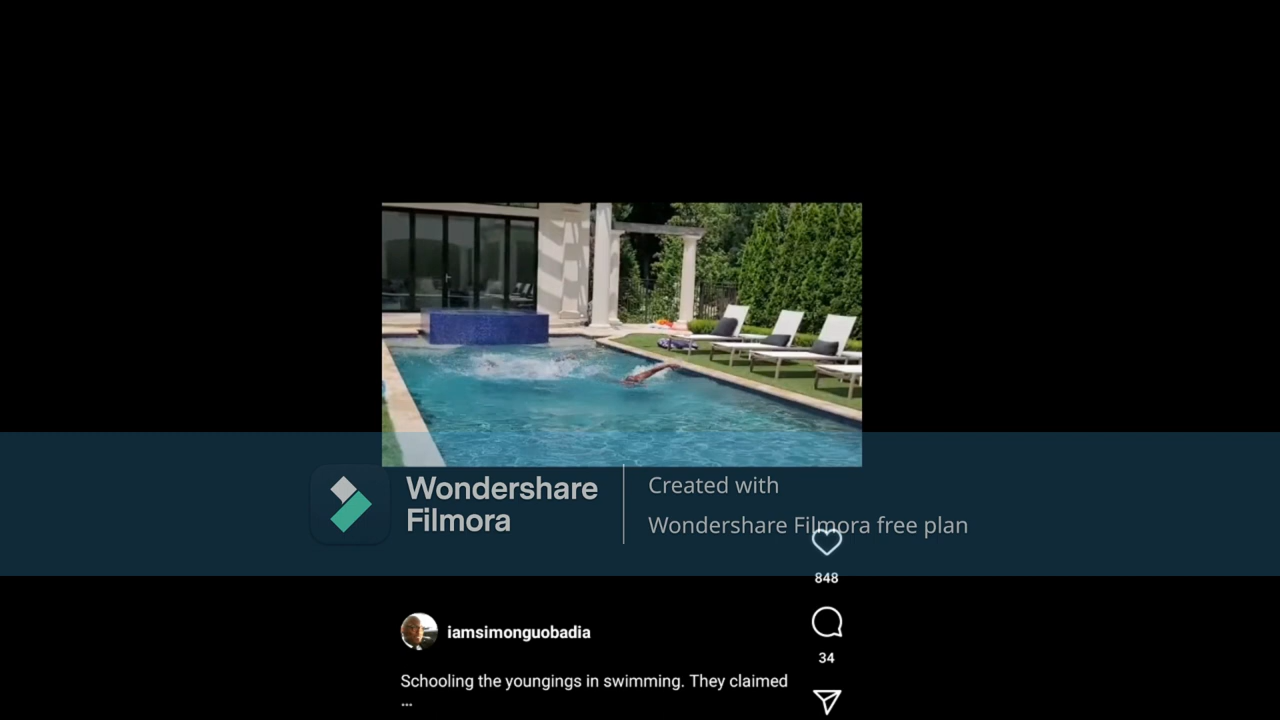 Wondershare
Filmora
Created with
Wondershare Filmora free plan
848
34
iamsimonguobadia
Schooling the youngings in swimming. They claimed
...